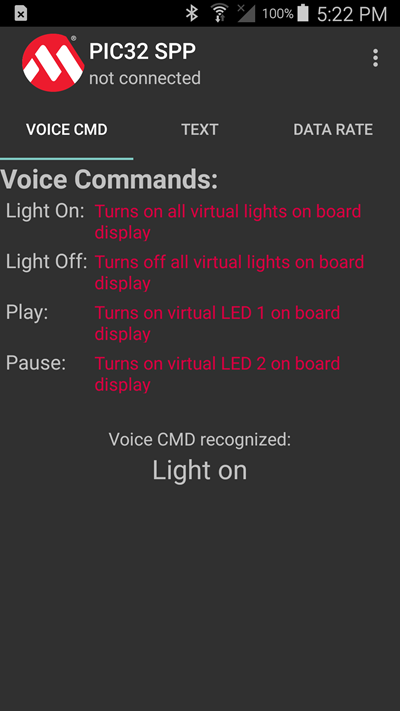 100% 5:22 PM
PIC32 SPP
not connected
VOICE CMD TEXT DATA RATE
Voice Commands:
Light On: Turns on all virtual lights on board
display
Light Off: Turns off all virtual lights on board
display
Play: Turns on virtual LED 1 on board
display
Pause: Turns on virtual LED 2 on board
display
Voice CMD recognized:
Light on